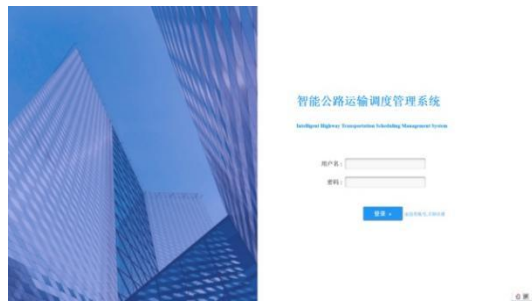 智能公路运输调度管理系统
Intelligent Highway Transportation Scheduling Management System
用户名：
密码：
登录